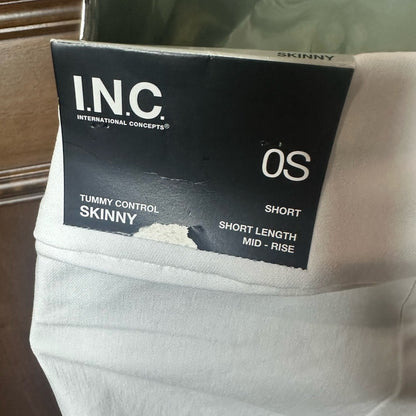 SKINNY
I.N.C.
INTERNATIONAL CONCEPTS®
0S
TUMMY CONTROL
SKINNY
SHORT
SHORT LENGTH
MID - RISE